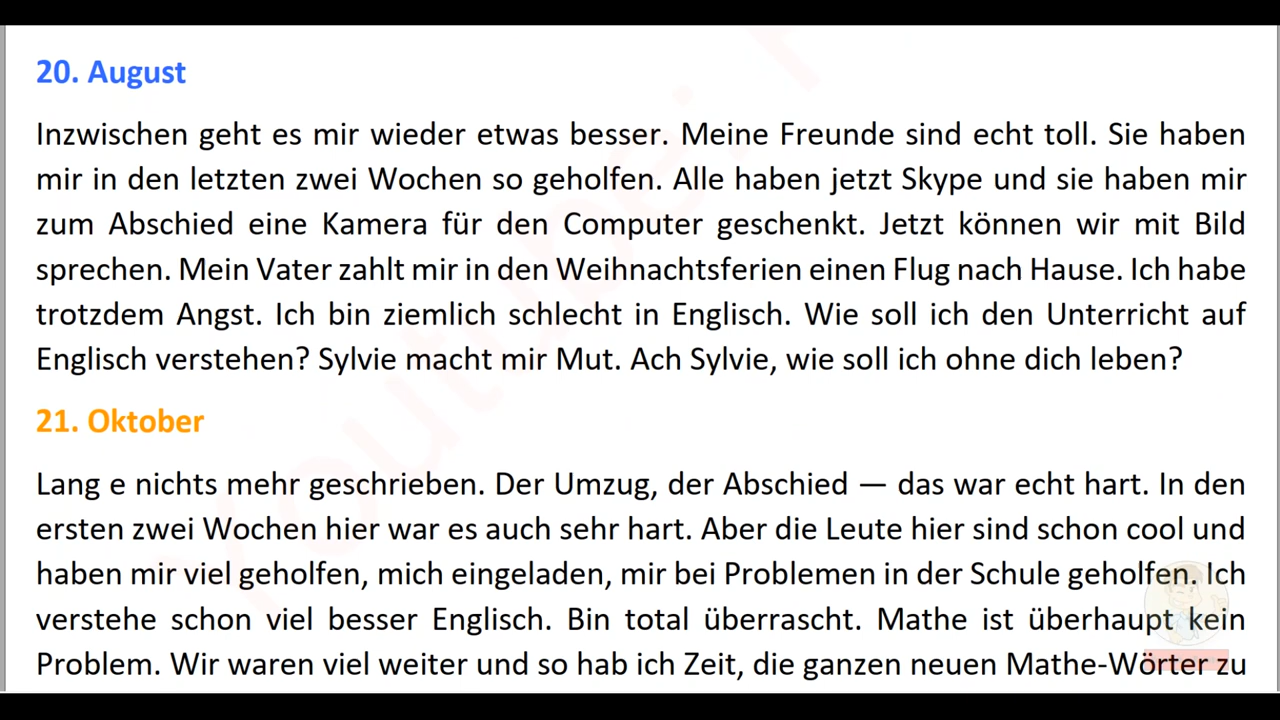 20. August
Inzwischen geht es mir wieder etwas besser. Meine Freunde sind echt toll. Sie haben
mir in den letzten zwei Wochen so geholfen. Alle haben jetzt Skype und sie haben mir
zum Abschied eine Kamera für den Computer geschenkt. Jetzt können wir mit Bild
sprechen. Mein Vater zahlt mir in den Weihnachtsferien einen Flug nach Hause. Ich habe
trotzdem Angst. Ich bin ziemlich schlecht in Englisch. Wie soll ich den Unterricht auf
Englisch verstehen? Sylvie macht mir Mut. Ach Sylvie, wie soll ich ohne dich leben?
21. Oktober
Lang e nichts mehr geschrieben. Der Umzug, der Abschied — das war echt hart. In den
ersten zwei Wochen hier war es auch sehr hart. Aber die Leute hier sind schon cool und
haben mir viel geholfen, mich eingeladen, mir bei Problemen in der Schule geholfen. Ich
verstehe schon viel besser Englisch. Bin total überrascht. Mathe ist überhaupt kein
Problem. Wir waren viel weiter und so hab ich Zeit, die ganzen neuen Mathe-Wörter zu